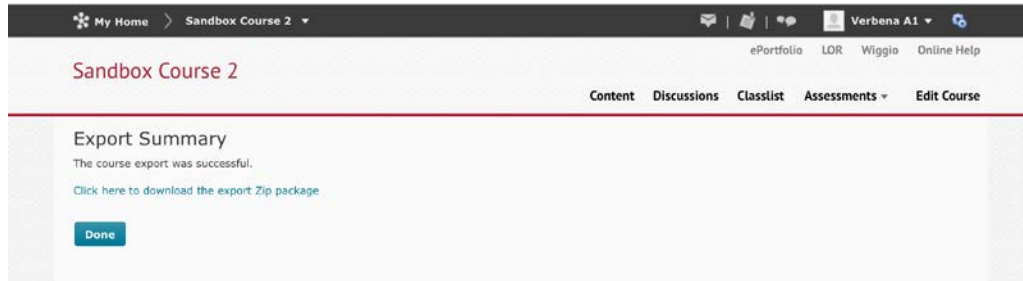 My Home Sandbox Course 2 Verbena A1
ePortfolio LOR Wiggio Online Help
Sandbox Course 2
Content Discussions Classlist Assessments Edit Course
Export Summary
The course export was successful.
Click here to download the export Zip package
Done